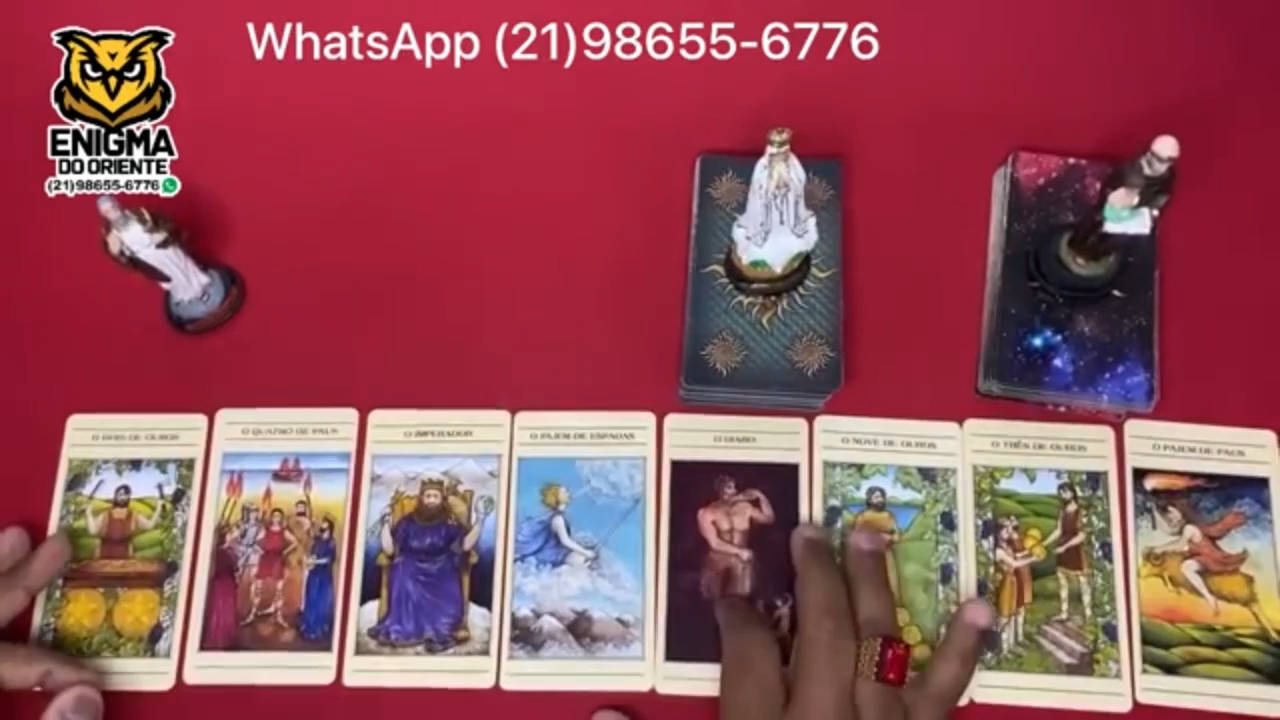 WhatsApp (21)98655-6776
ENIGMA
DO ORIENTE
(21)98655-6776
O DOIS DE OUROS
O QUATRO DE PAUS
O IMPERADOR
O PAJEM DE ESPADAS
O DIABO
O NOVE DE OUROS
O TRÊS DE OUROS
O PAJEM DE PAUS